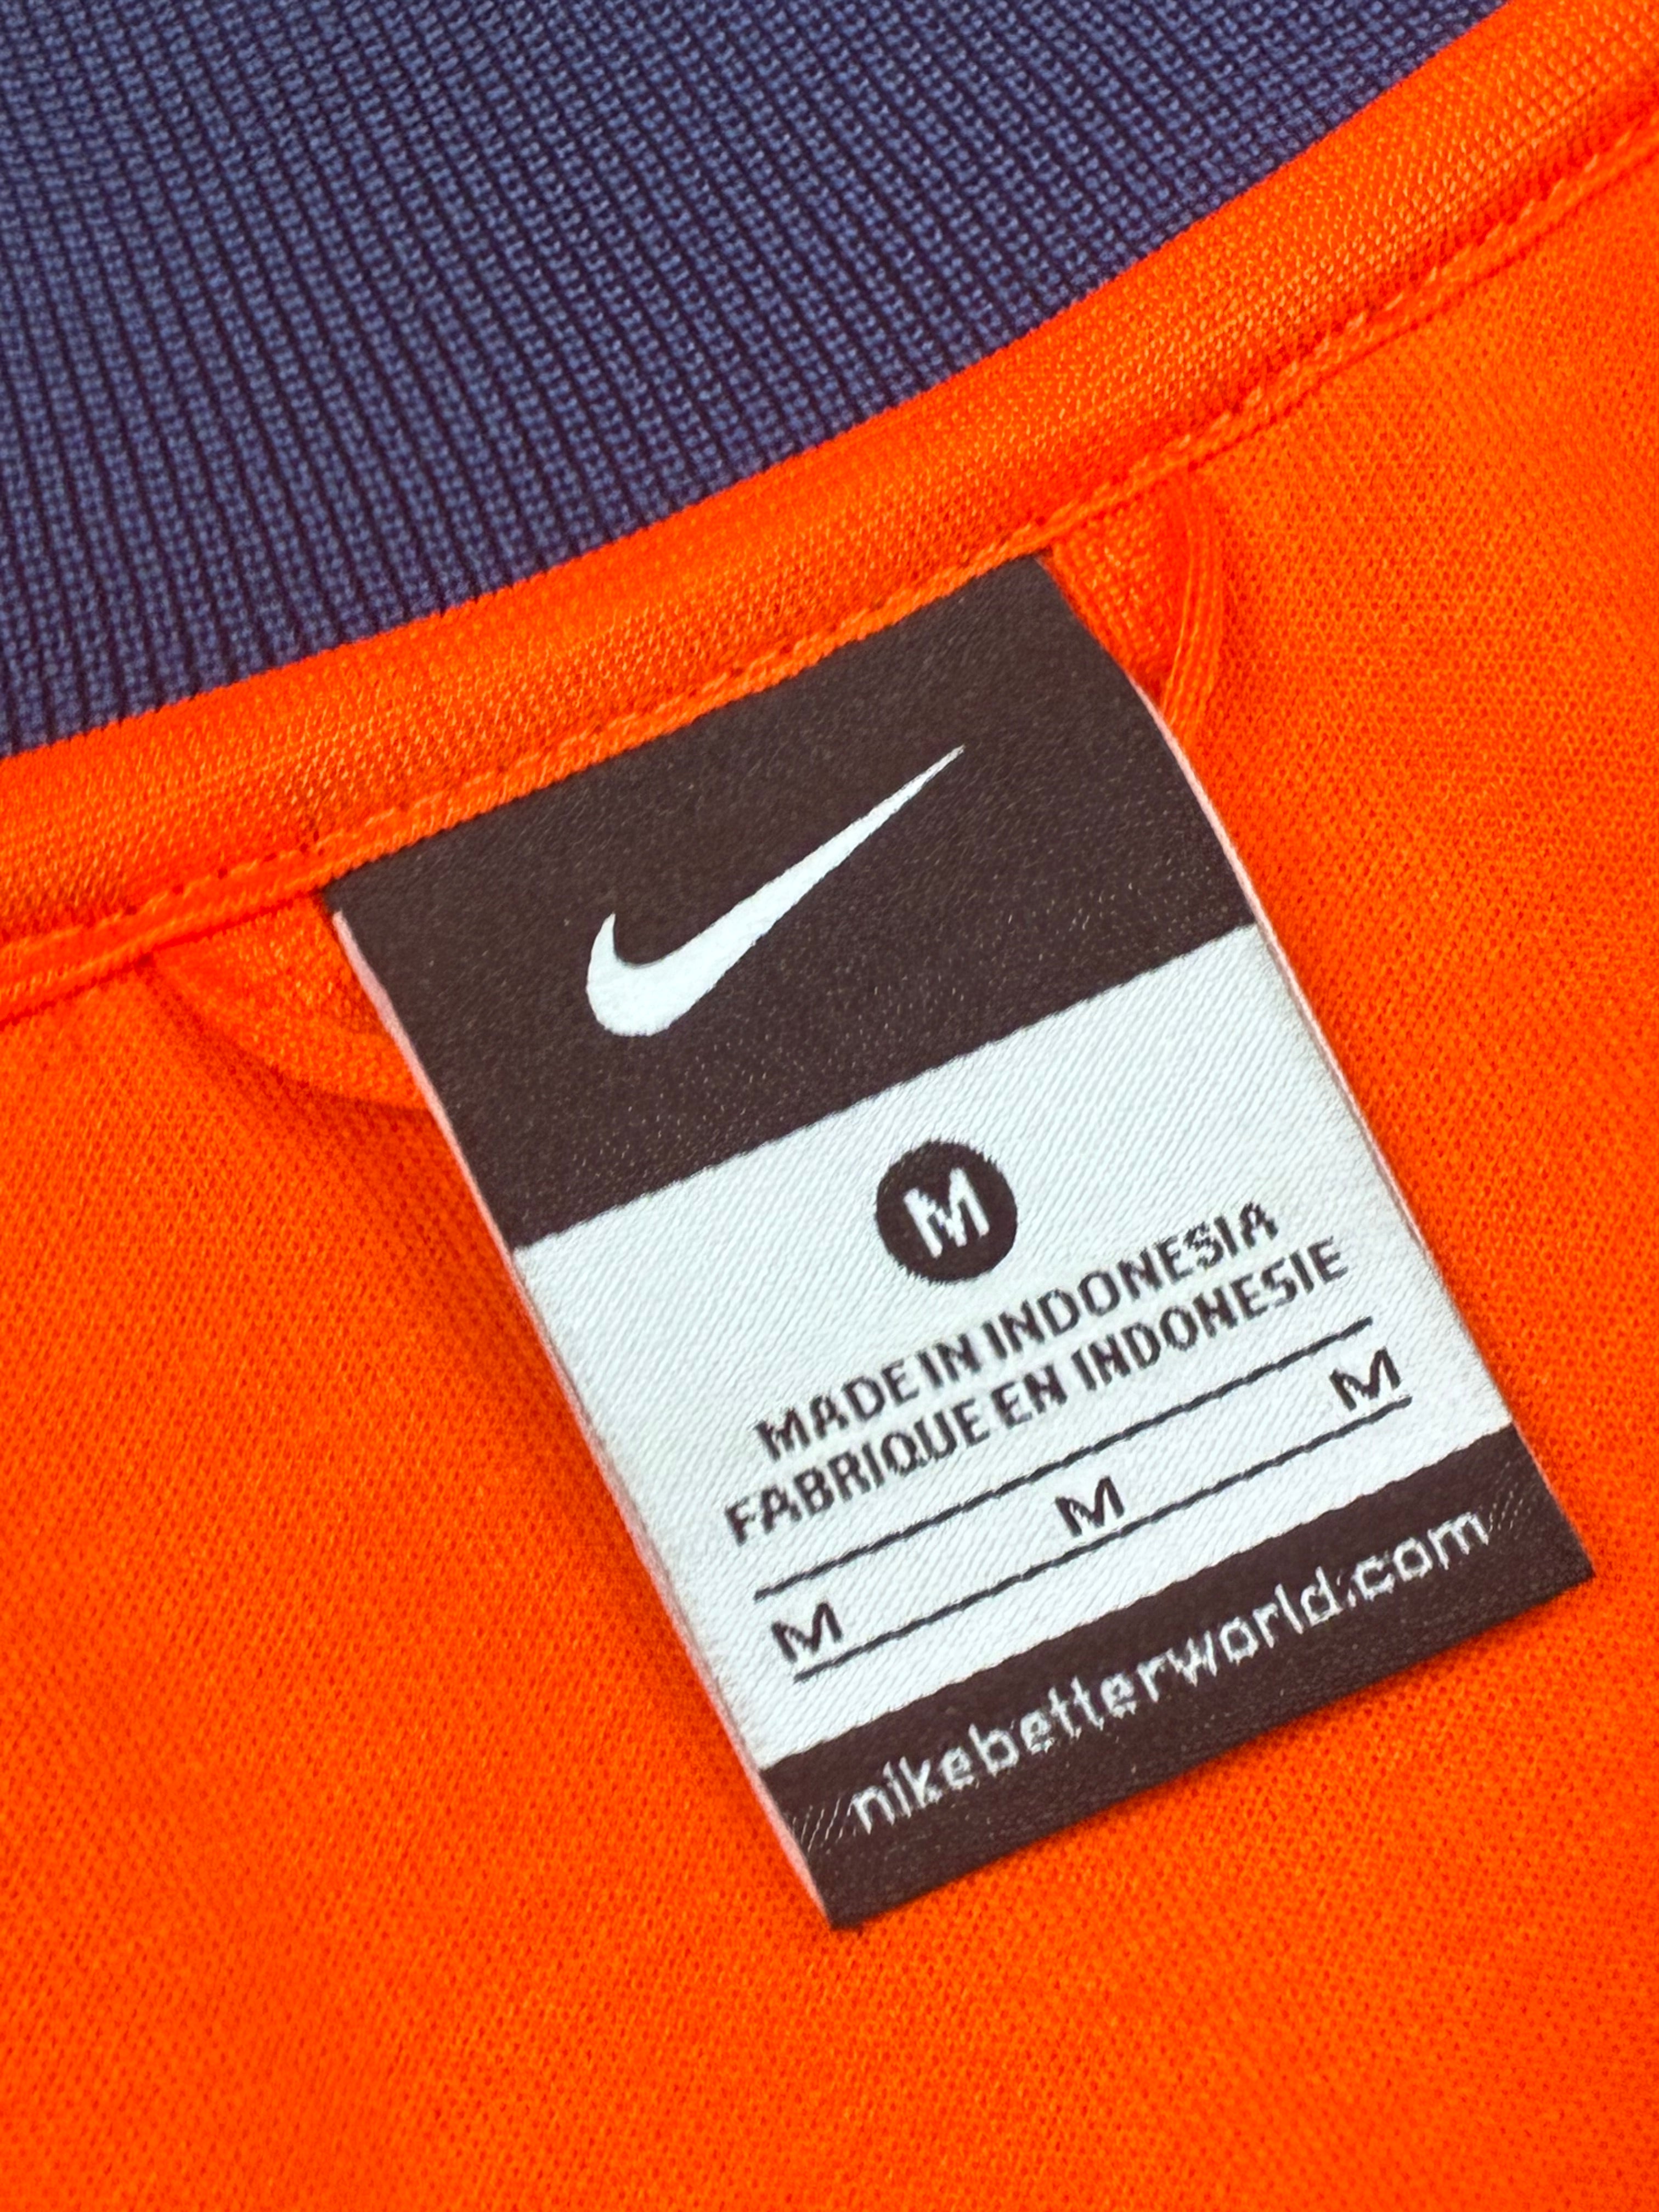 M
MADE IN INDONESIA
FABRIQUE EN INDONESIE
M M M
nikebetterworld.com